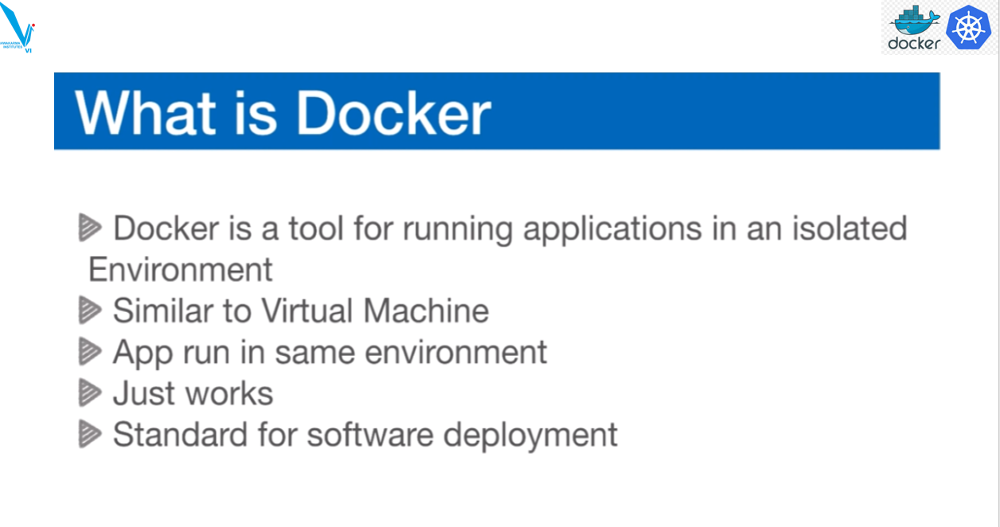 VI
docker
What is Docker
Docker is a tool for running applications in an isolated
Environment
Similar to Virtual Machine
App run in same environment
Just works
Standard for software deployment